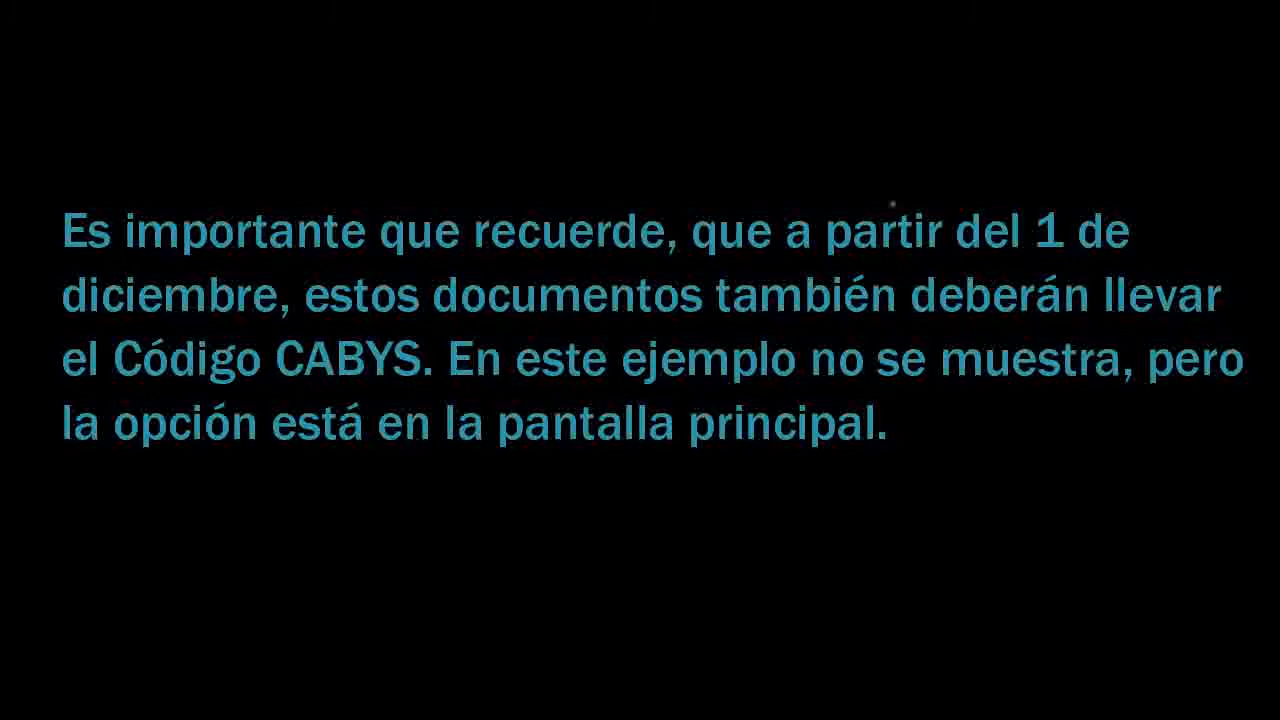 Es importante que recuerde, que a partir del 1 de
diciembre, estos documentos también deberán llevar
el Código CABYS. En este ejemplo no se muestra, pero
la opción está en la pantalla principal.